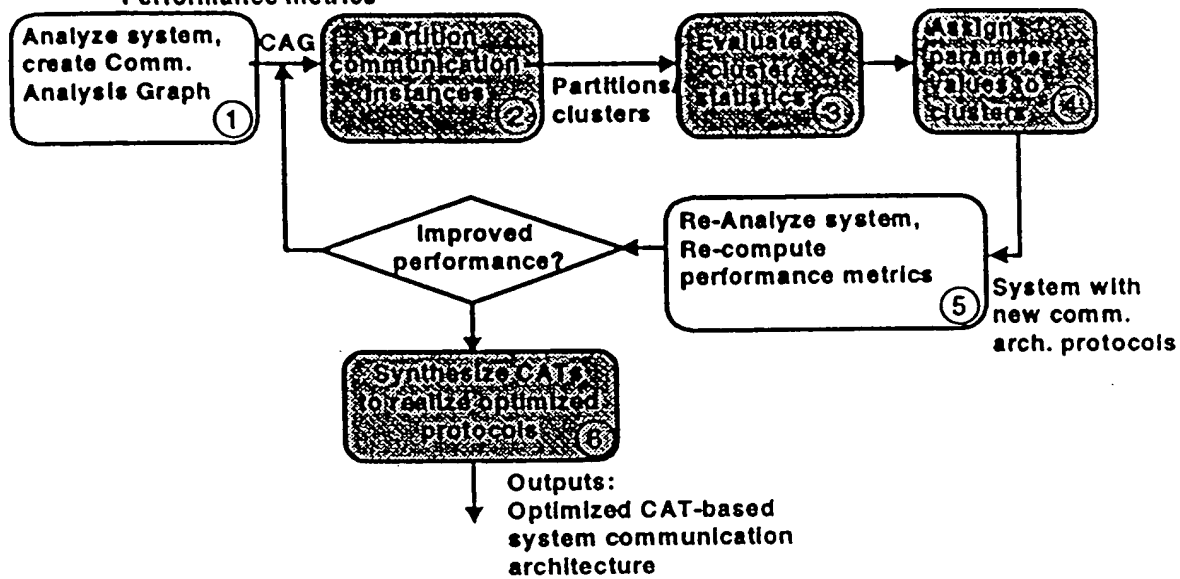 Performance metrics
Analyze system,
create Comm.
Analysis Graph
1
CAG
Partition
communication
instances
2
Partitions/
clusters
Evaluate
cluster
statistics
3
Assign
parameter
values to
clusters
4
Improved
performance?
Re-Analyze system,
Re-compute
performance metrics
5
System with
new comm.
arch. protocols
Synthesize CATs
to realize optimized
protocols
6
Outputs:
Optimized CAT-based
system communication
architecture